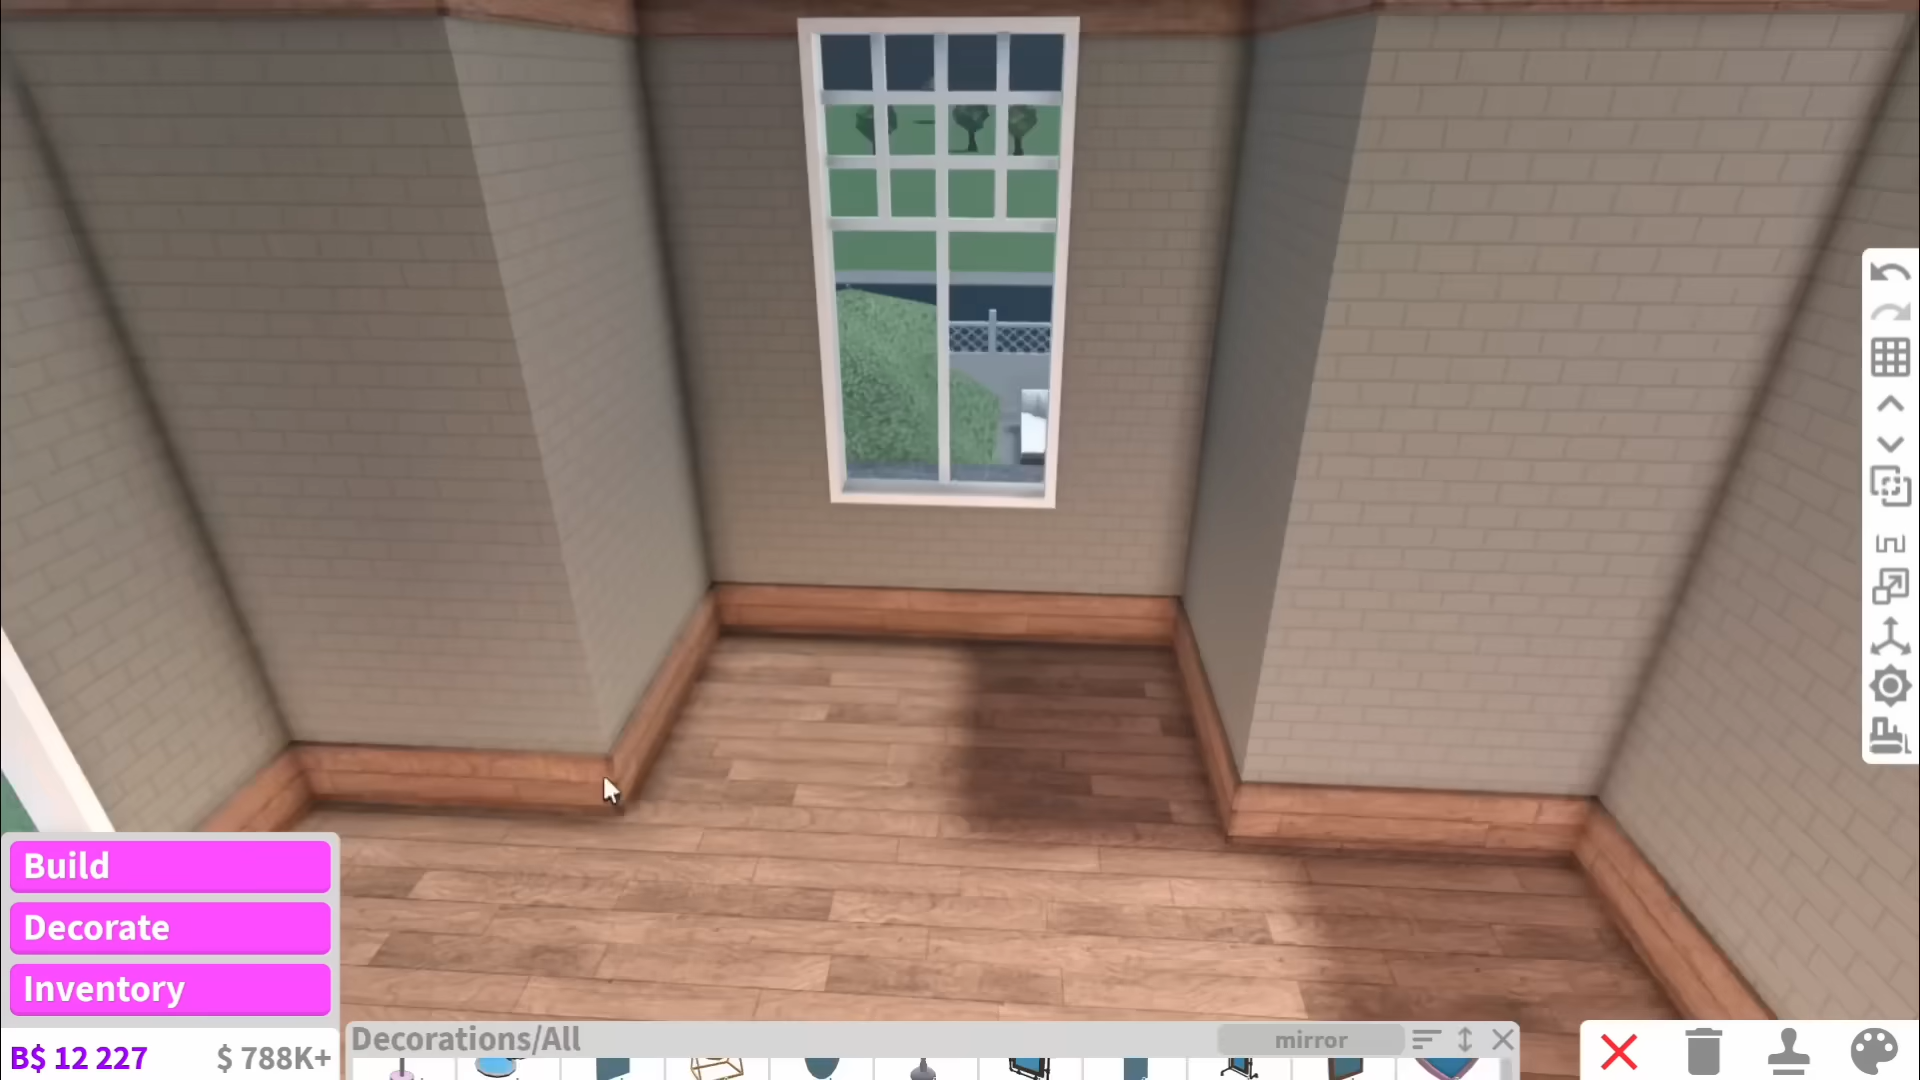 Build
Decorate
Inventory
B$ 12 227
$ 788K+
Decorations/All
mirror